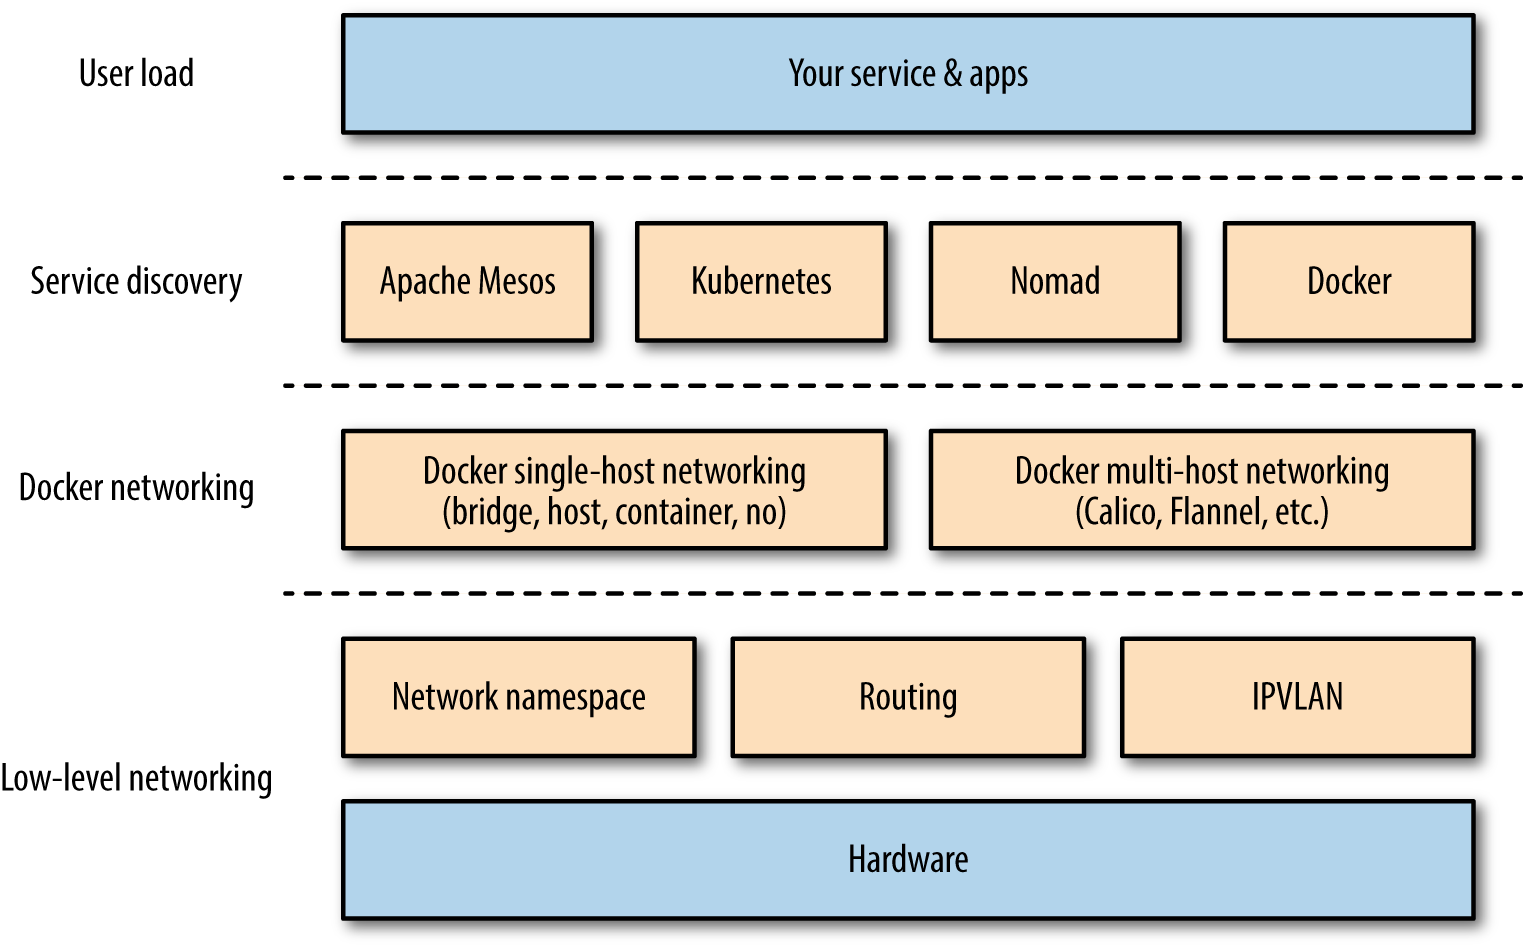 User load
Your service & apps
Service discovery
Apache Mesos
Kubernetes
Nomad
Docker
Docker networking
Docker single-host networking
(bridge, host, container, no)
Docker multi-host networking
(Calico, Flannel, etc.)
Low-level networking
Network namespace
Routing
IPVLAN
Hardware